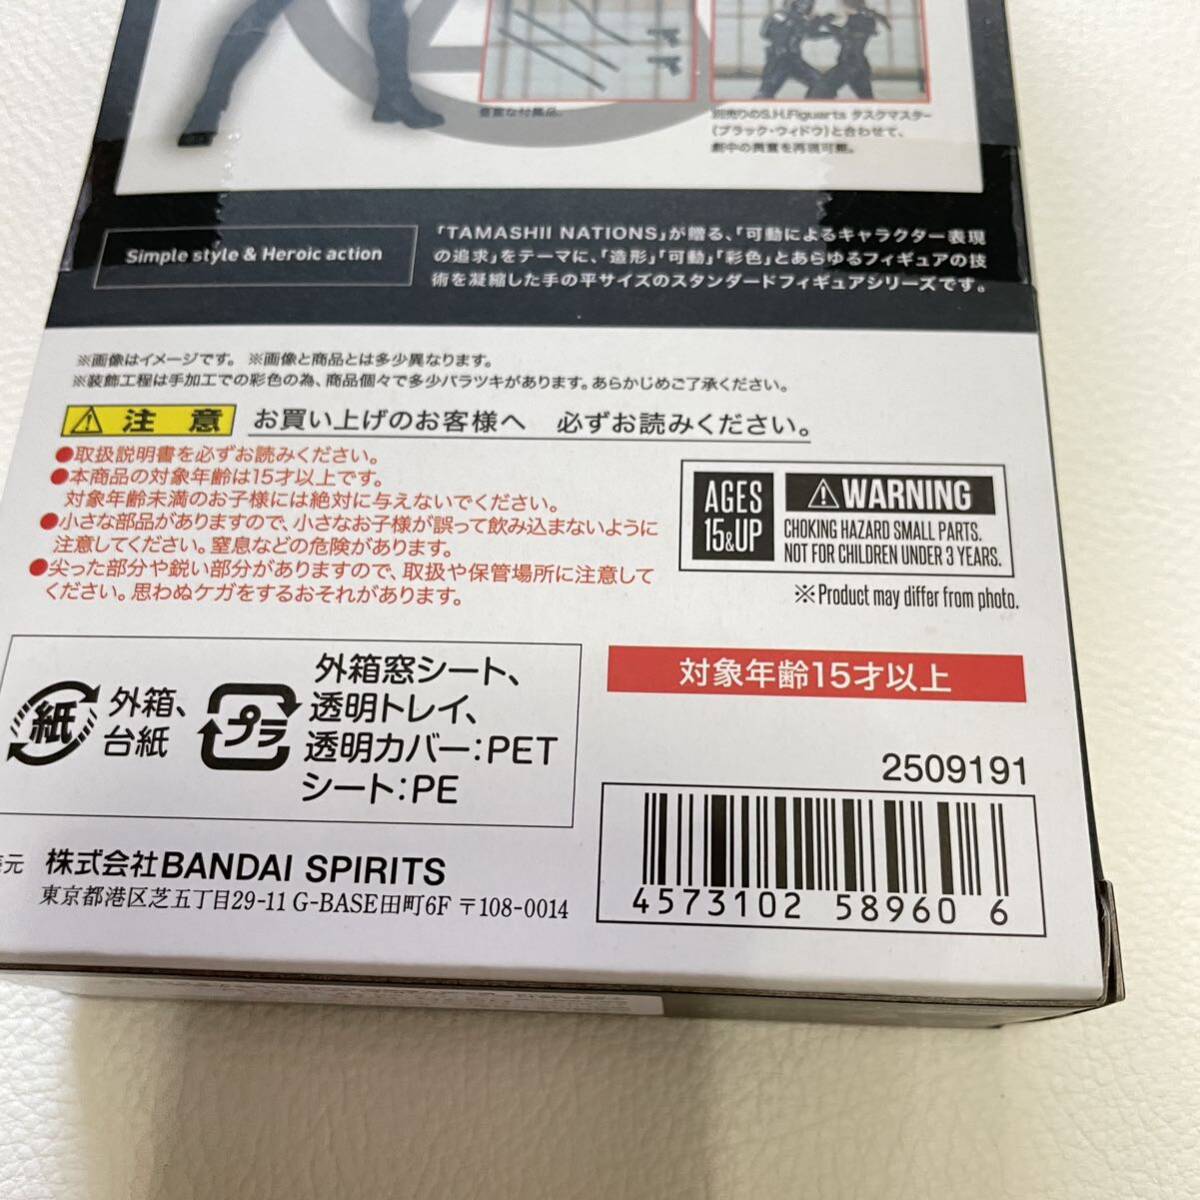 豊富な付属品。
別売りのS.H.Figuarts タスクマスター
(ブラック・ウィドウ)と合わせて、
劇中の興奮を再現可能。
Simple style & Heroic action
「TAMASHII NATIONS」が贈る、「可動によるキャラクター表現
の追求」をテーマに、「造形」「可動」「彩色」とあらゆるフィギュアの技
術を凝縮した手の平サイズのスタンダードフィギュアシリーズです。
※画像はイメージです。 ※画像と商品とは多少異なります。
※装飾工程は手加工での彩色の為、商品個々で多少バラツキがあります。あらかじめご了承ください。
注意 お買い上げのお客様へ 必ずお読みください。
●取扱説明書を必ずお読みください。
●本商品の対象年齢は15才以上です。
対象年齢未満のお子様には絶対に与えないでください。
●小さな部品がありますので、小さなお子様が誤って飲み込まないように
注意してください。窒息などの危険があります。
●尖った部分や鋭い部分がありますので、取扱や保管場所に注意して
ください。思わぬケガをするおそれがあります。
AGES
15&UP
⚠WARNING
CHOKING HAZARD SMALL PARTS.
NOT FOR CHILDREN UNDER 3 YEARS.
※Product may differ from photo.
紙
外箱、
台紙
プラ
外箱窓シート、
透明トレイ、
透明カバー:PET
シート:PE
対象年齢15才以上
2509191
4573102 58960 6
元 株式会社BANDAI SPIRITS
東京都港区芝五丁目29-11 G-BASE田町6F 〒108-0014